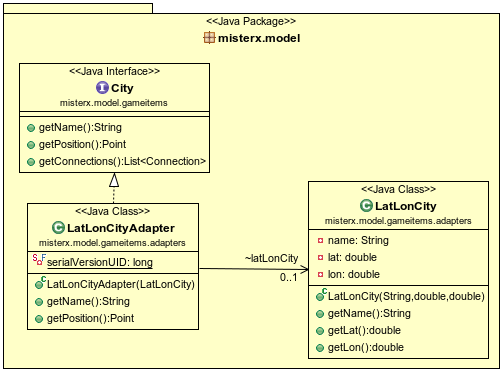 <<Java Package>>
misterx.model
<<Java Interface>>
I City
misterx.model.gameitems
getName():String
getPosition():Point
getConnections():List<Connection>
<<Java Class>>
C LatLonCityAdapter
misterx.model.gameitems.adapters
S F serialVersionUID: long
C LatLonCityAdapter(LatLonCity)
getName():String
getPosition():Point
~latLonCity
0..1
<<Java Class>>
C LatLonCity
misterx.model.gameitems.adapters
name: String
lat: double
lon: double
C LatLonCity(String,double,double)
getName():String
getLat():double
getLon():double